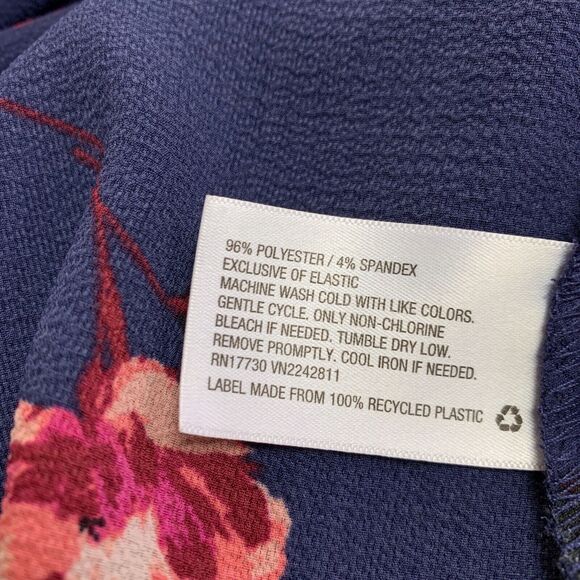 96% POLYESTER / 4% SPANDEX
EXCLUSIVE OF ELASTIC
MACHINE WASH COLD WITH LIKE COLORS.
GENTLE CYCLE. ONLY NON-CHLORINE
BLEACH IF NEEDED. TUMBLE DRY LOW.
REMOVE PROMPTLY. COOL IRON IF NEEDED.
RN17730 VN2242811
LABEL MADE FROM 100% RECYCLED PLASTIC